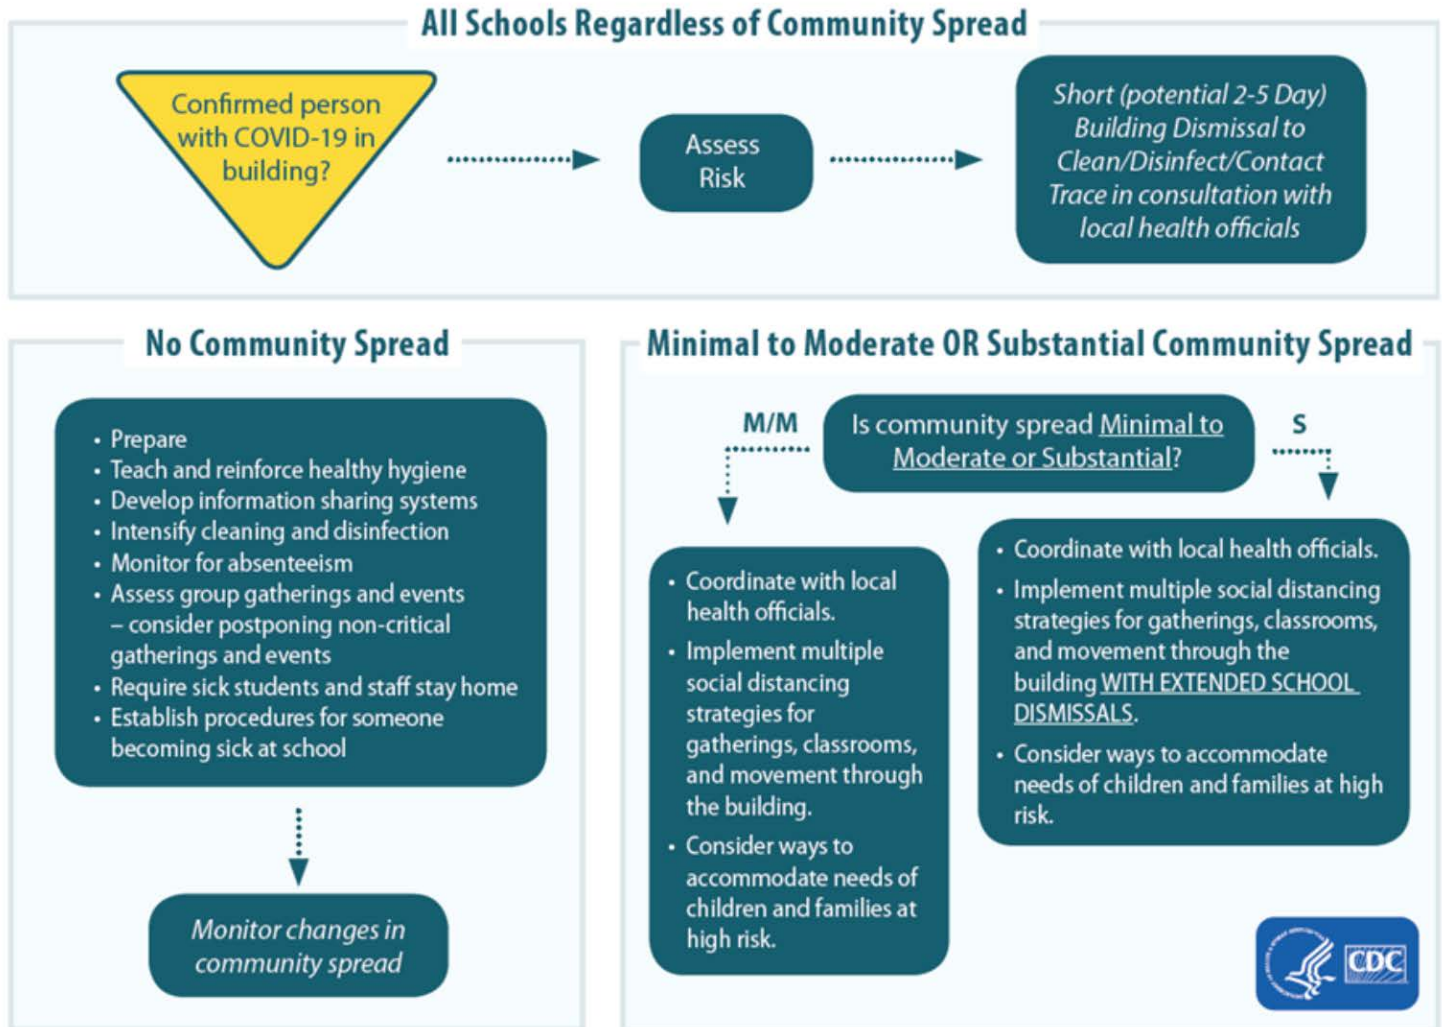 All Schools Regardless of Community Spread
Confirmed person
with COVID-19 in
building?
Assess
Risk
Short (potential 2-5 Day)
Building Dismissal to
Clean/Disinfect/Contact
Trace in consultation with
local health officials
No Community Spread
• Prepare
• Teach and reinforce healthy hygiene
• Develop information sharing systems
• Intensify cleaning and disinfection
• Monitor for absenteeism
• Assess group gatherings and events
– consider postponing non-critical
gatherings and events
• Require sick students and staff stay home
• Establish procedures for someone
becoming sick at school
Monitor changes in
community spread
Minimal to Moderate OR Substantial Community Spread
Is community spread Minimal to
Moderate or Substantial?
M/M
• Coordinate with local
health officials.
• Implement multiple
social distancing
strategies for
gatherings, classrooms,
and movement through
the building.
• Consider ways to
accommodate needs of
children and families at
high risk.
S
• Coordinate with local health officials.
• Implement multiple social distancing
strategies for gatherings, classrooms,
and movement through the
building WITH EXTENDED SCHOOL
DISMISSALS.
• Consider ways to accommodate
needs of children and families at high
risk.
CDC